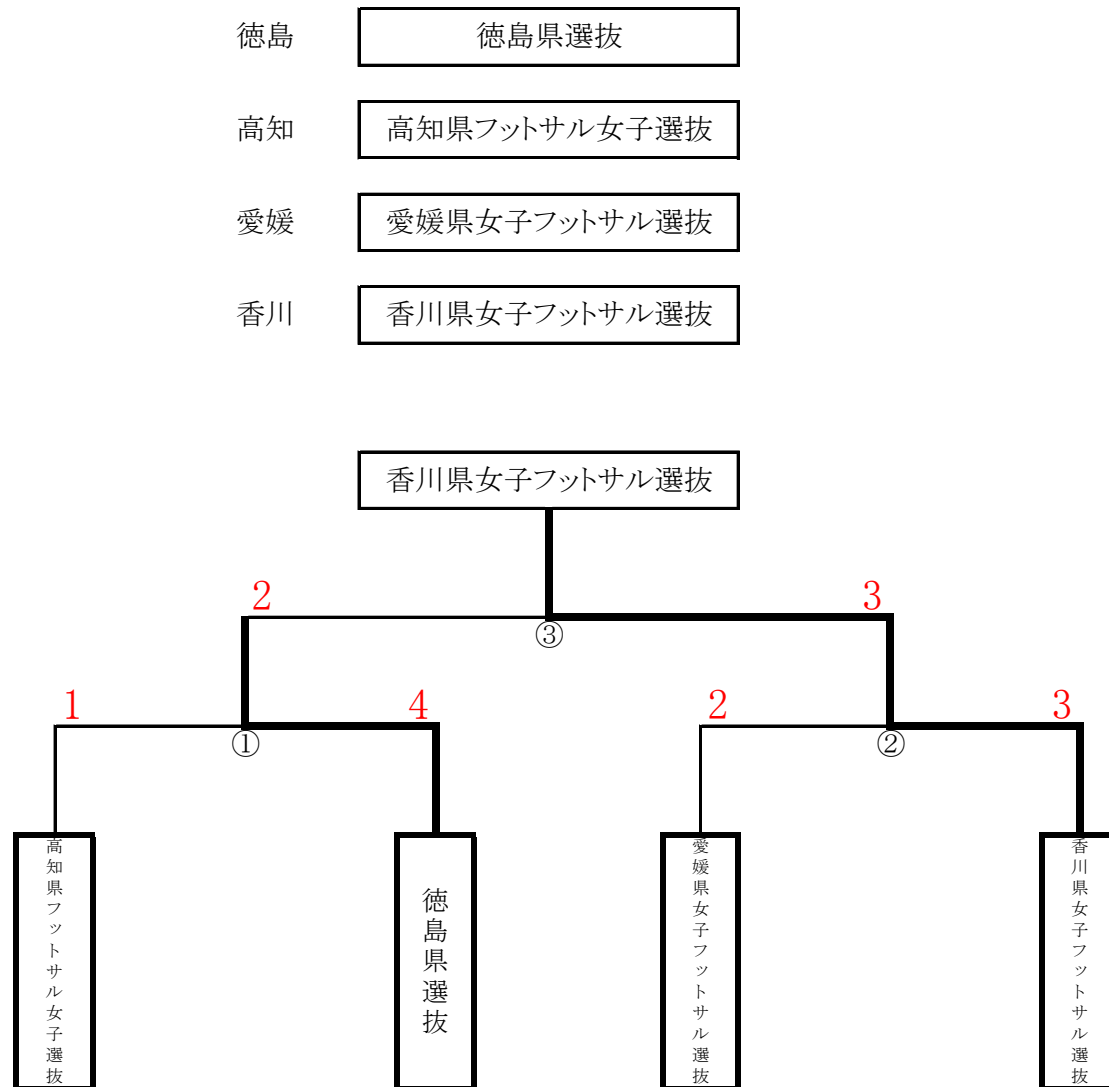 徳島 徳島県選抜
高知 高知県フットサル女子選抜
愛媛 愛媛県女子フットサル選抜
香川 香川県女子フットサル選抜
香川県女子フットサル選抜
2 3
③
1 4 2 3
① ②
高知県フットサル女子選抜
徳島県選抜
愛媛県女子フットサル選抜
香川県女子フットサル選抜